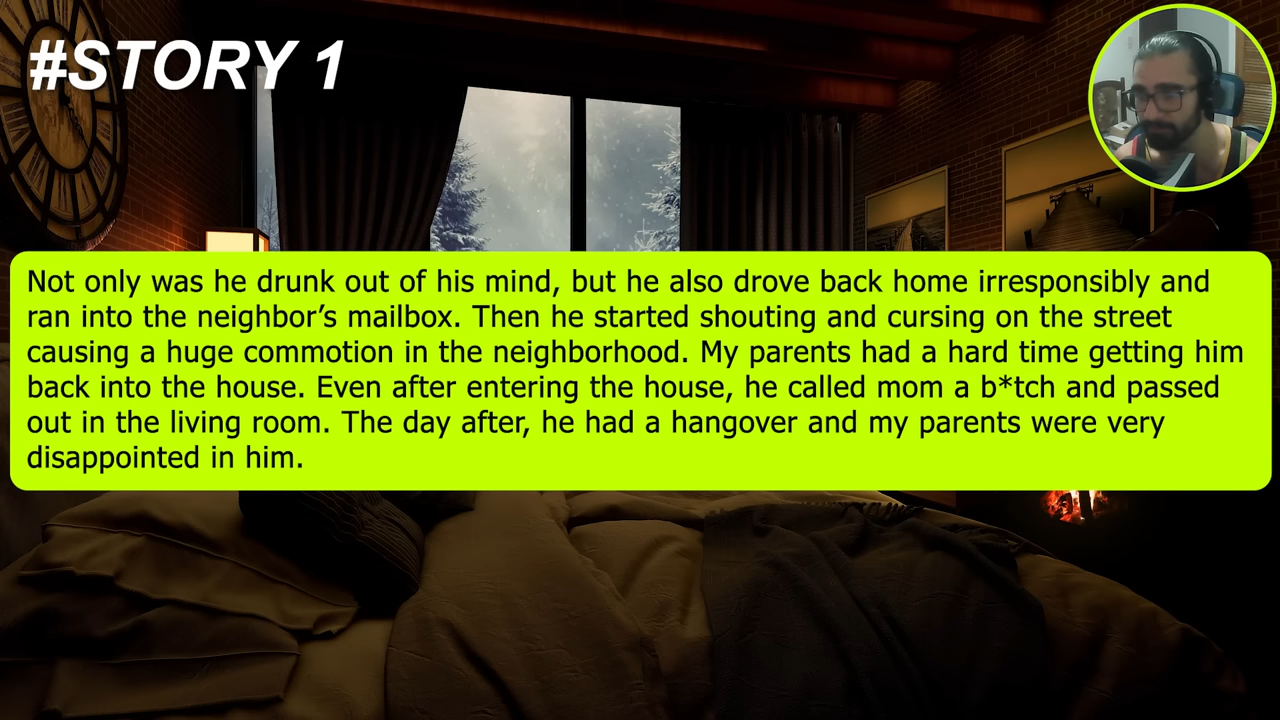 #STORY 1
Not only was he drunk out of his mind, but he also drove back home irresponsibly and
ran into the neighbor’s mailbox. Then he started shouting and cursing on the street
causing a huge commotion in the neighborhood. My parents had a hard time getting him
back into the house. Even after entering the house, he called mom a b*tch and passed
out in the living room. The day after, he had a hangover and my parents were very
disappointed in him.